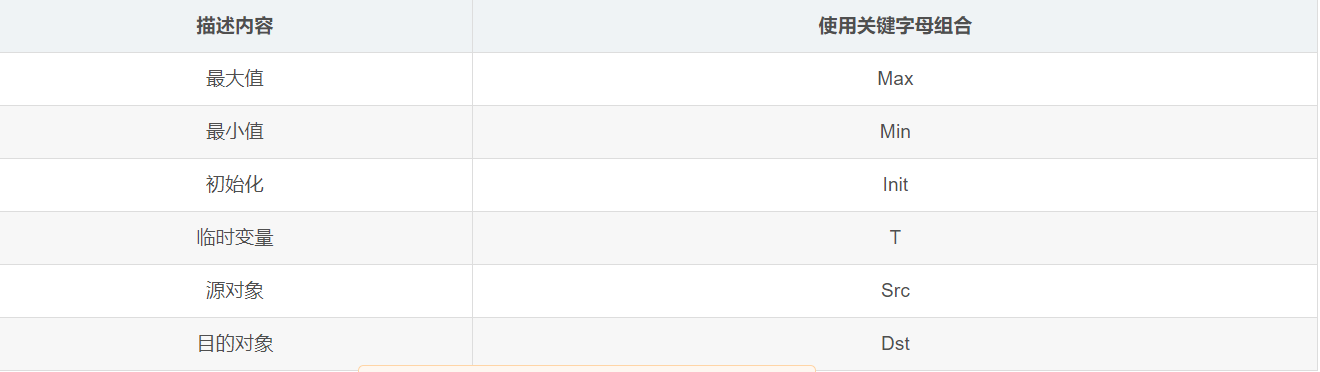 描述内容 使用关键字母组合
最大值 Max
最小值 Min
初始化 Init
临时变量 T
源对象 Src
目的对象 Dst